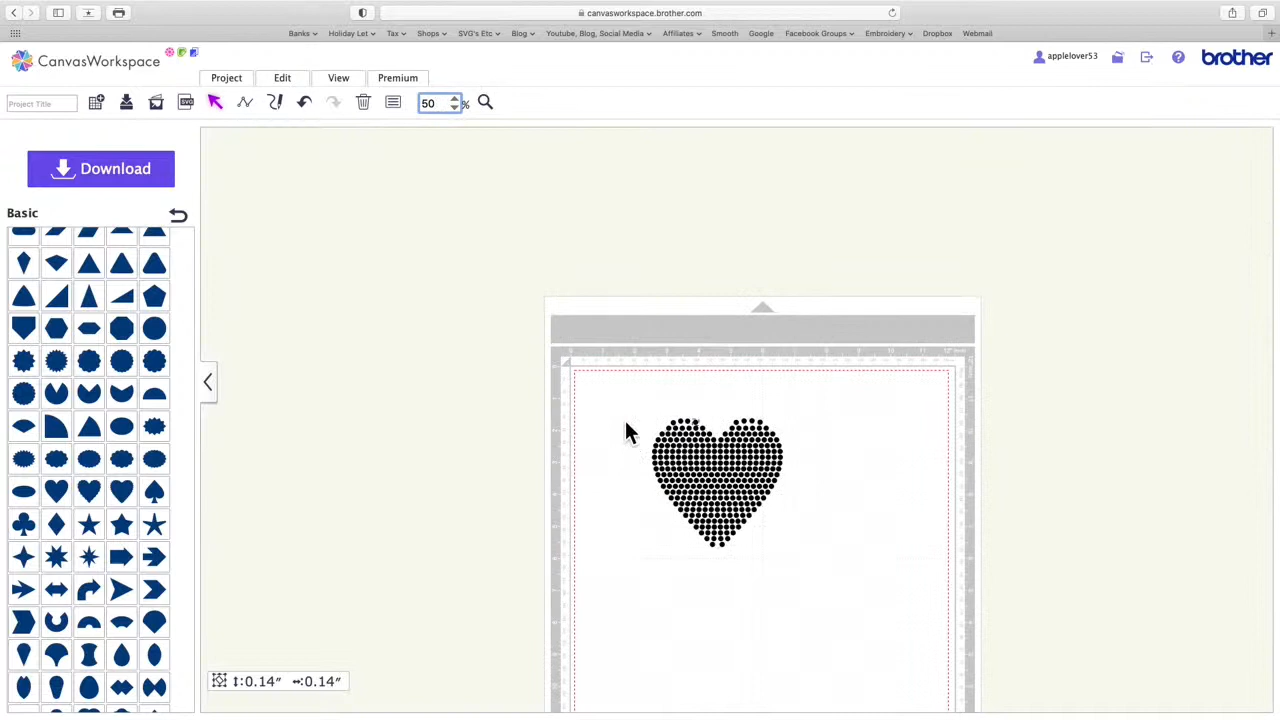 canvasworkspace.brother.com
Banks Holiday Let Tax Shops SVG's Etc Blog Youtube, Blog, Social Media Affiliates Smooth Google Facebook Groups Embroidery Dropbox Webmail
CanvasWorkspace
applelover53
brother
Project Edit View Premium
Project Title
SVG
50 %
Download
Basic
0.14" 0.14"